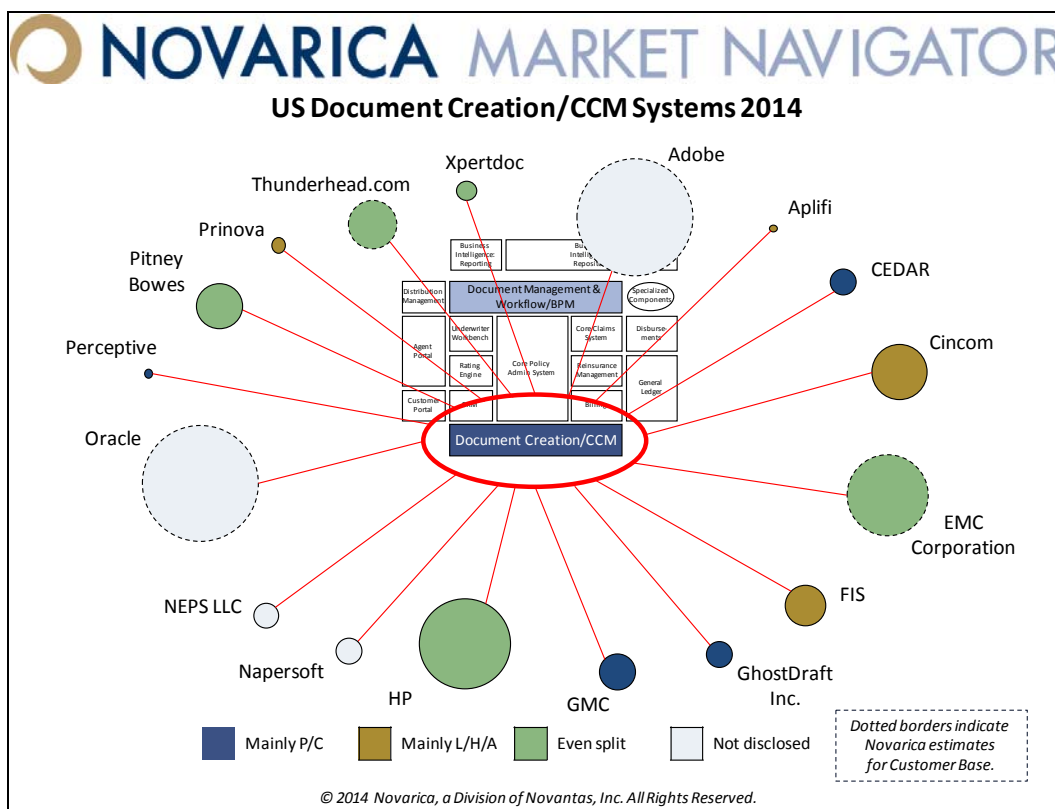 NOVARICA MARKET NAVIGATOR
US Document Creation/CCM Systems 2014
Xpertdoc
Adobe
Thunderhead.com
Aplifi
Prinova
Pitney
Bowes
CEDAR
Perceptive
Cincom
Oracle
EMC
Corporation
NEPS LLC
FIS
Napersoft
HP
GMC
GhostDraft
Inc.
Business
Intelligence:
Reporting
Distribution
Management
Document Management &
Workflow/BPM
Specialized
Components
Agent
Portal
Underwriter
Workbench
Core Policy
Admin System
Core Claims
System
Disburse-
ments
Rating
Engine
Reinsurance
Management
General
Ledger
Customer
Portal
Document Creation/CCM
Mainly P/C
Mainly L/H/A
Even split
Not disclosed
Dotted borders indicate
Novarica estimates
for Customer Base.
© 2014 Novarica, a Division of Novantas, Inc. All Rights Reserved.